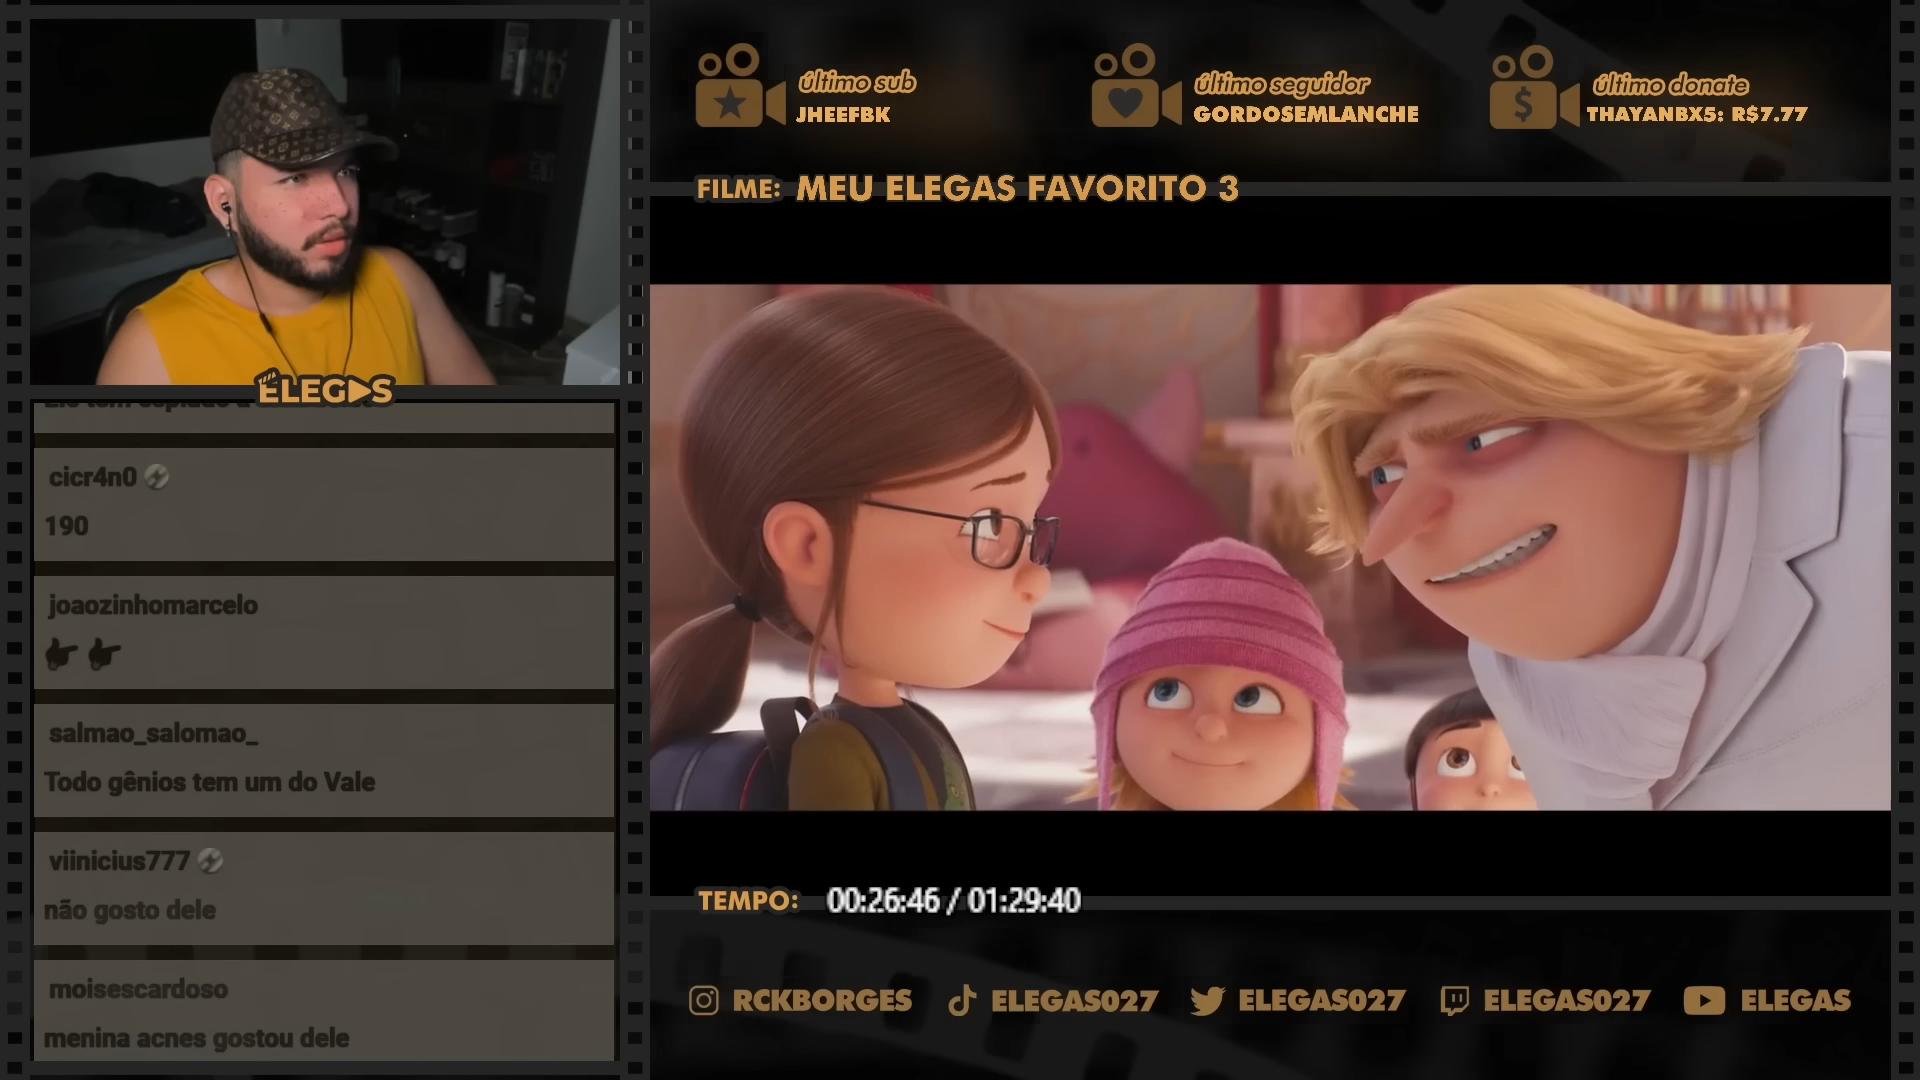 último sub
JHEEFBK
último seguidor
GORDOSEMLANCHE
último donate
THAYANBX5: R$7.77
FILME: MEU ELEGAS FAVORITO 3
ELEGAS
cicr4n0
190
joaozinhomarcelo
salmao_salomao_
Todo gênios tem um do Vale
viinicius777
não gosto dele
moisescardoso
menina acnes gostou dele
TEMPO: 00:26:46 / 01:29:40
RCKBORGES
ELEGAS027
ELEGAS027
ELEGAS027
ELEGAS